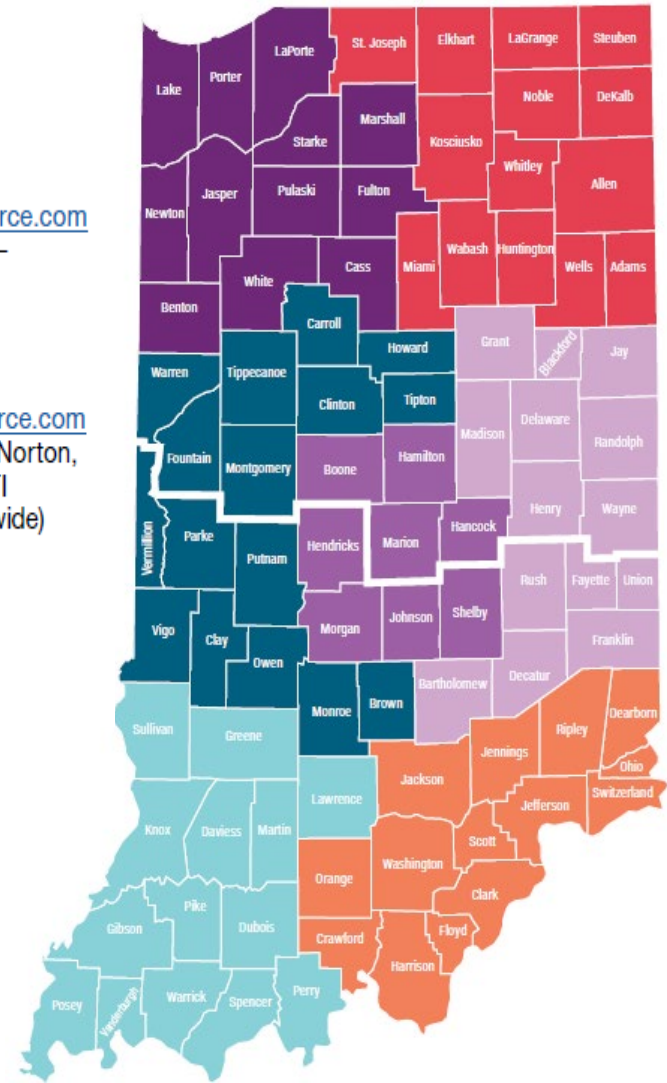 rce.com
–
rce.com
Norton,
wide)
LaPorte
St. Joseph
Elkhart
LaGrange
Steuben
Lake
Porter
Noble
DeKalb
Starke
Marshall
Kosciusko
Whitley
Allen
Newton
Jasper
Pulaski
Fulton
Miami
Wabash
Huntington
Wells
Adams
White
Cass
Benton
Carroll
Howard
Grant
Blackford
Jay
Warren
Tippecanoe
Clinton
Tipton
Madison
Delaware
Randolph
Fountain
Montgomery
Boone
Hamilton
Henry
Wayne
Vermillion
Parke
Putnam
Hendricks
Marion
Hancock
Rush
Fayette
Union
Vigo
Clay
Owen
Morgan
Johnson
Shelby
Franklin
Sullivan
Greene
Monroe
Brown
Bartholomew
Decatur
Dearborn
Ripley
Jennings
Ohio
Jackson
Switzerland
Lawrence
Jefferson
Knox
Daviess
Martin
Scott
Orange
Washington
Clark
Pike
Gibson
Dubois
Crawford
Floyd
Harrison
Posey
Vanderburgh
Warrick
Spencer
Perry